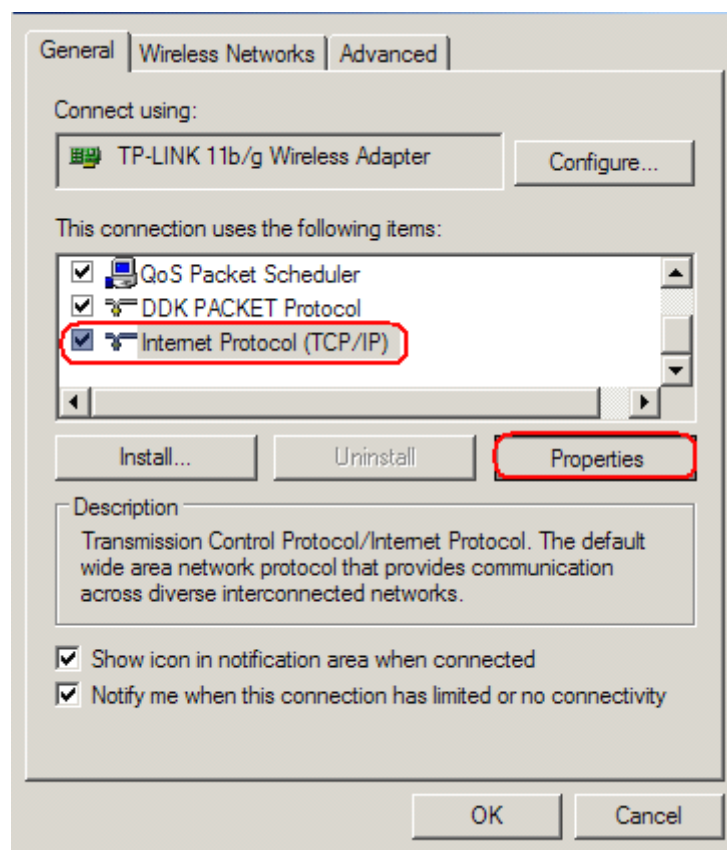 General Wireless Networks Advanced
Connect using:
TP-LINK 11b/g Wireless Adapter Configure...
This connection uses the following items:
QoS Packet Scheduler
DDK PACKET Protocol
Internet Protocol (TCP/IP)
Install... Uninstall Properties
Description
Transmission Control Protocol/Internet Protocol. The default
wide area network protocol that provides communication
across diverse interconnected networks.
Show icon in notification area when connected
Notify me when this connection has limited or no connectivity
OK Cancel